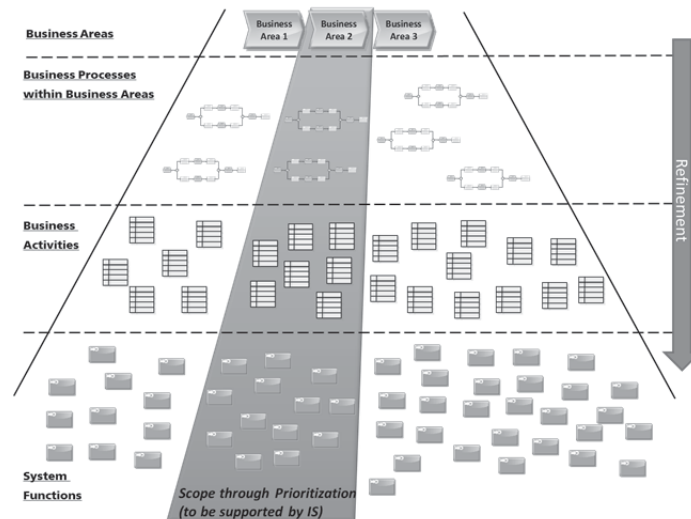 Business Areas
Business
Area 1
Business
Area 2
Business
Area 3
Business Processes
within Business Areas
Business
Activities
System
Functions
Scope through Prioritization
(to be supported by IS)
Refinement